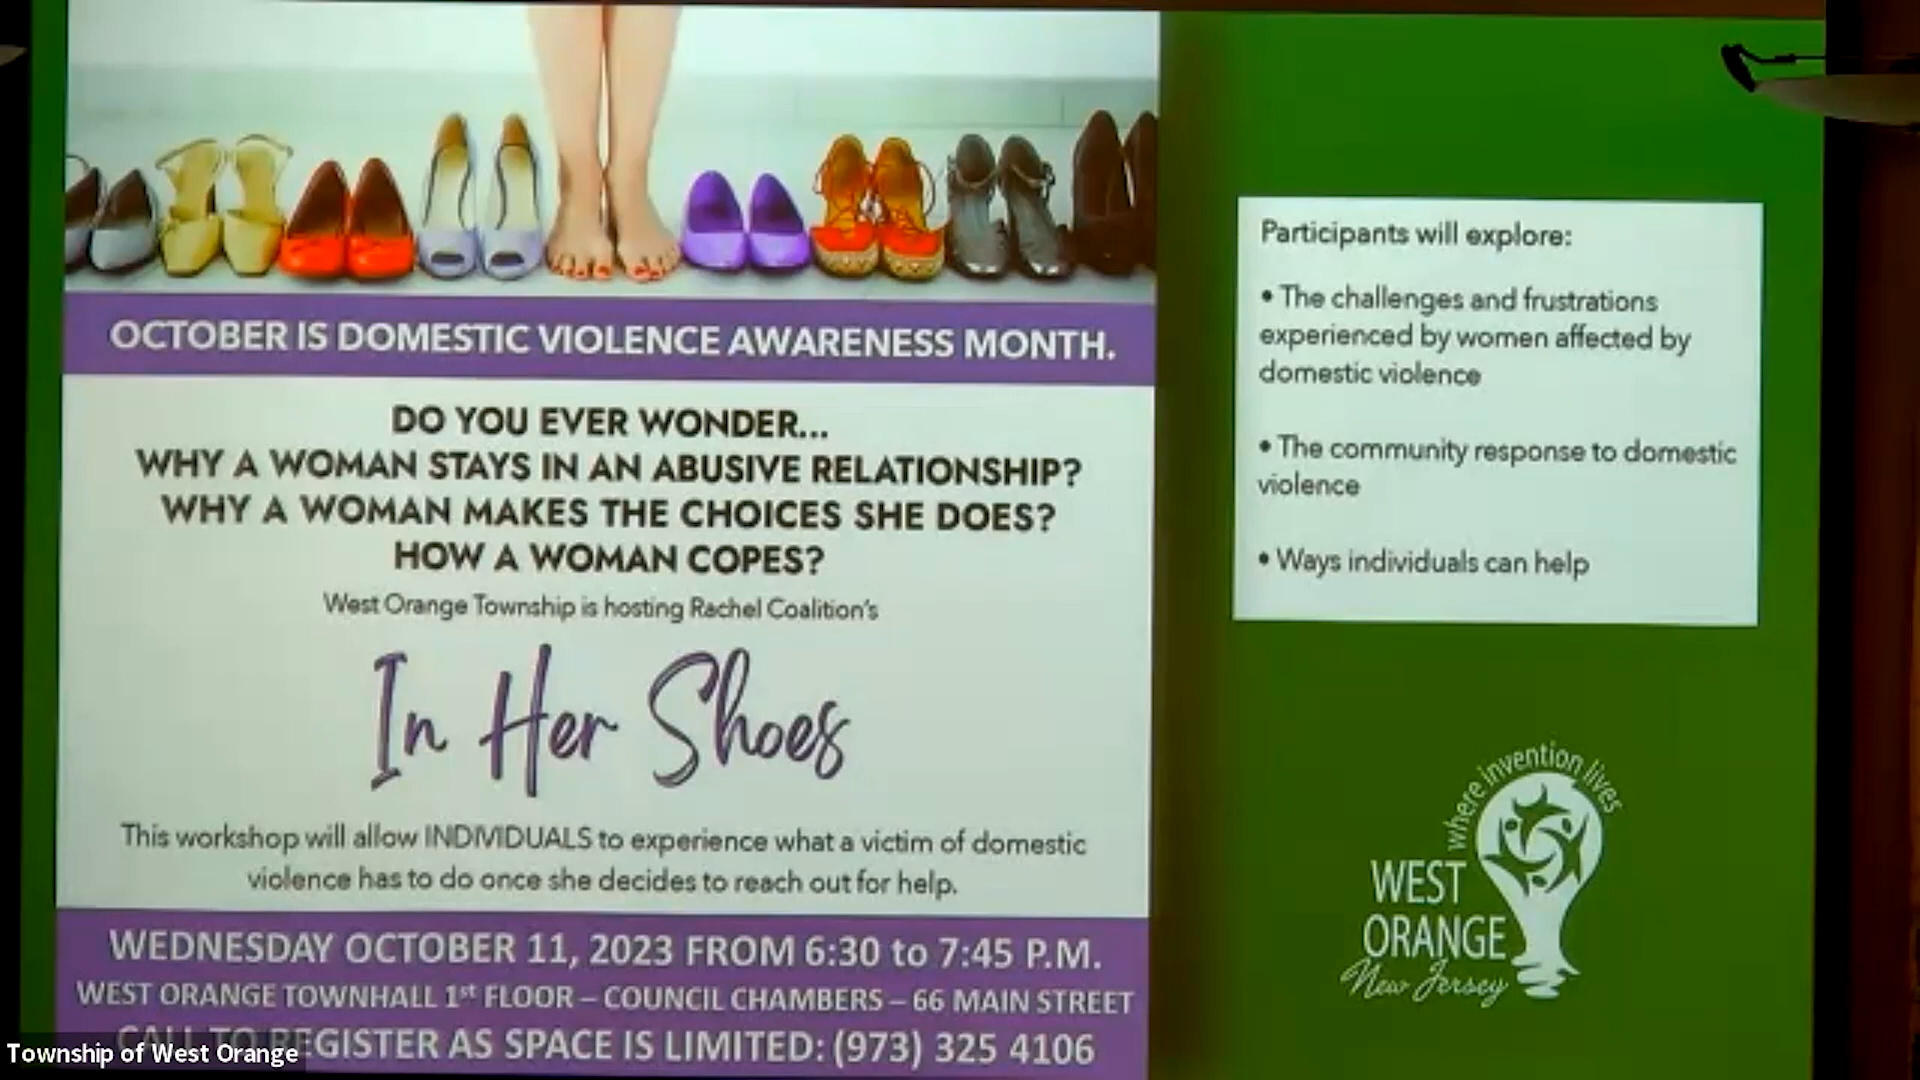 OCTOBER IS DOMESTIC VIOLENCE AWARENESS MONTH.
DO YOU EVER WONDER...
WHY A WOMAN STAYS IN AN ABUSIVE RELATIONSHIP?
WHY A WOMAN MAKES THE CHOICES SHE DOES?
HOW A WOMAN COPES?
West Orange Township is hosting Rachel Coalition's
In Her Shoes
This workshop will allow INDIVIDUALS to experience what a victim of domestic
violence has to do once she decides to reach out for help.
WEDNESDAY OCTOBER 11, 2023 FROM 6:30 to 7:45 P.M.
WEST ORANGE TOWNHALL 1st FLOOR – COUNCIL CHAMBERS – 66 MAIN STREET
CALL TO REGISTER AS SPACE IS LIMITED: (973) 325 4106
Participants will explore:
• The challenges and frustrations
experienced by women affected by
domestic violence
• The community response to domestic
violence
• Ways individuals can help
where invention lives
WEST
ORANGE
New Jersey
Township of West Orange